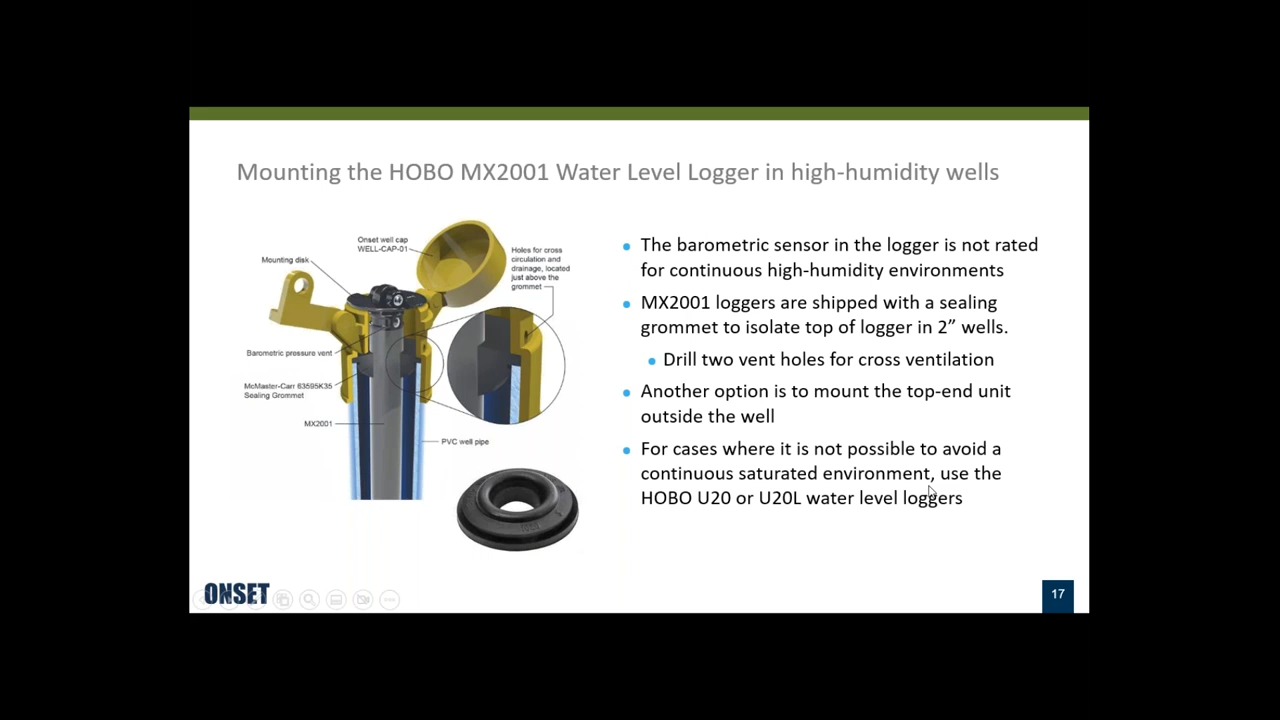 Mounting the HOBO MX2001 Water Level Logger in high-humidity wells
Onset well cap
WELL-CAP-01
Mounting disk
Holes for cross
circulation and
drainage, located
just above the
grommet
Barometric pressure vent
McMaster-Carr 63595K35
Sealing Grommet
MX2001
PVC well pipe
• The barometric sensor in the logger is not rated
for continuous high-humidity environments
• MX2001 loggers are shipped with a sealing
grommet to isolate top of logger in 2” wells.
• Drill two vent holes for cross ventilation
• Another option is to mount the top-end unit
outside the well
• For cases where it is not possible to avoid a
continuous saturated environment, use the
HOBO U20 or U20L water level loggers
ONSET
17